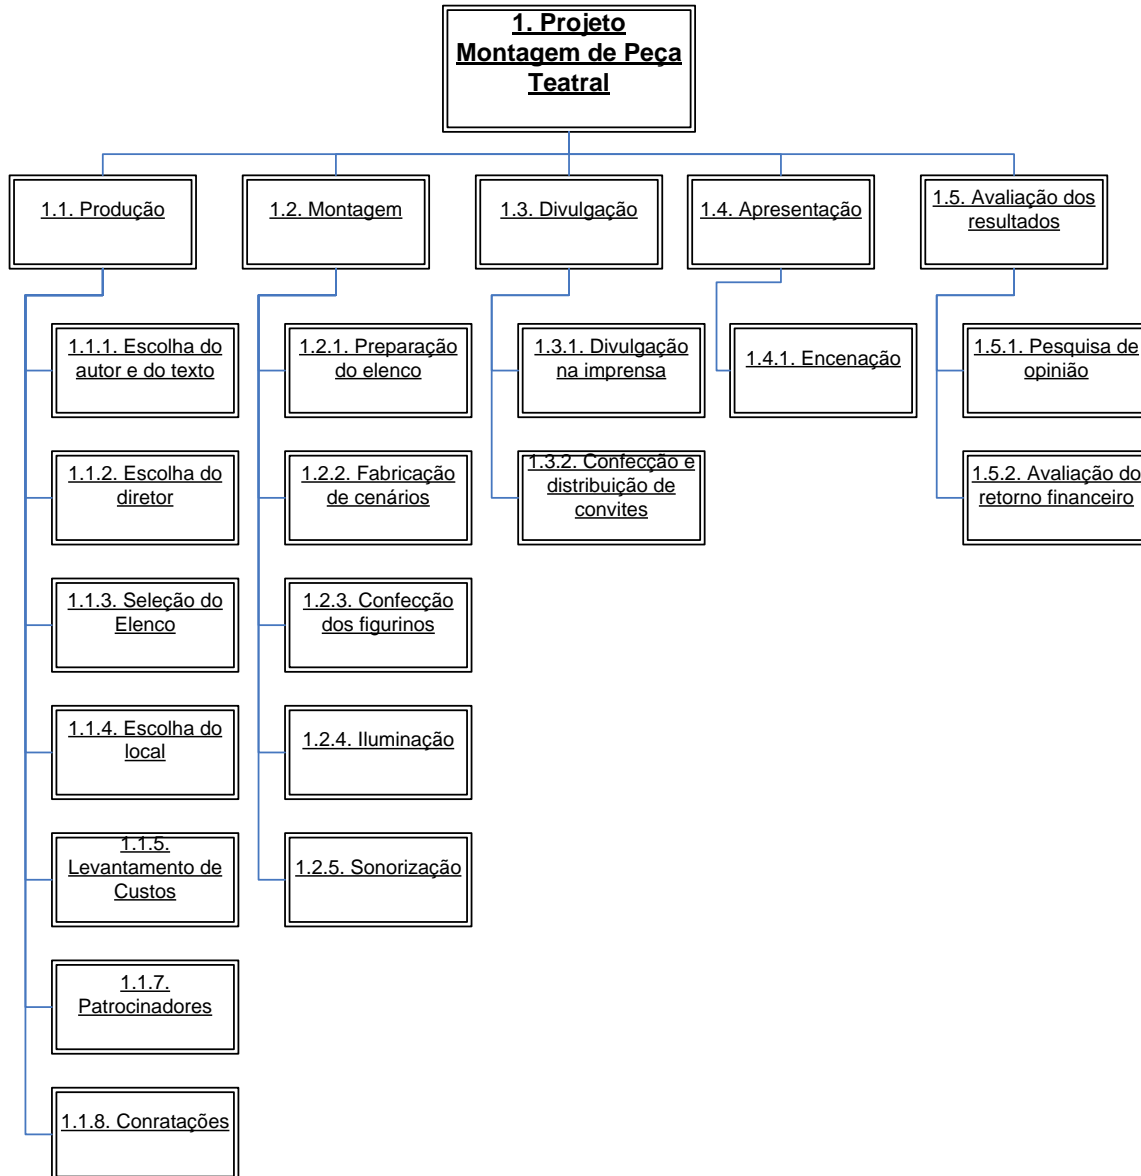 1. Projeto
Montagem de Peça
Teatral
1.1. Produção
1.2. Montagem
1.3. Divulgação
1.4. Apresentação
1.5. Avaliação dos
resultados
1.1.1. Escolha do
autor e do texto
1.1.2. Escolha do
diretor
1.1.3. Seleção do
Elenco
1.1.4. Escolha do
local
1.1.5.
Levantamento de
Custos
1.1.7.
Patrocinadores
1.1.8. Conratações
1.2.1. Preparação
do elenco
1.2.2. Fabricação
de cenários
1.2.3. Confecção
dos figurinos
1.2.4. Iluminação
1.2.5. Sonorização
1.3.1. Divulgação
na imprensa
1.3.2. Confecção e
distribuição de
convites
1.4.1. Encenação
1.5.1. Pesquisa de
opinião
1.5.2. Avaliação do
retorno financeiro